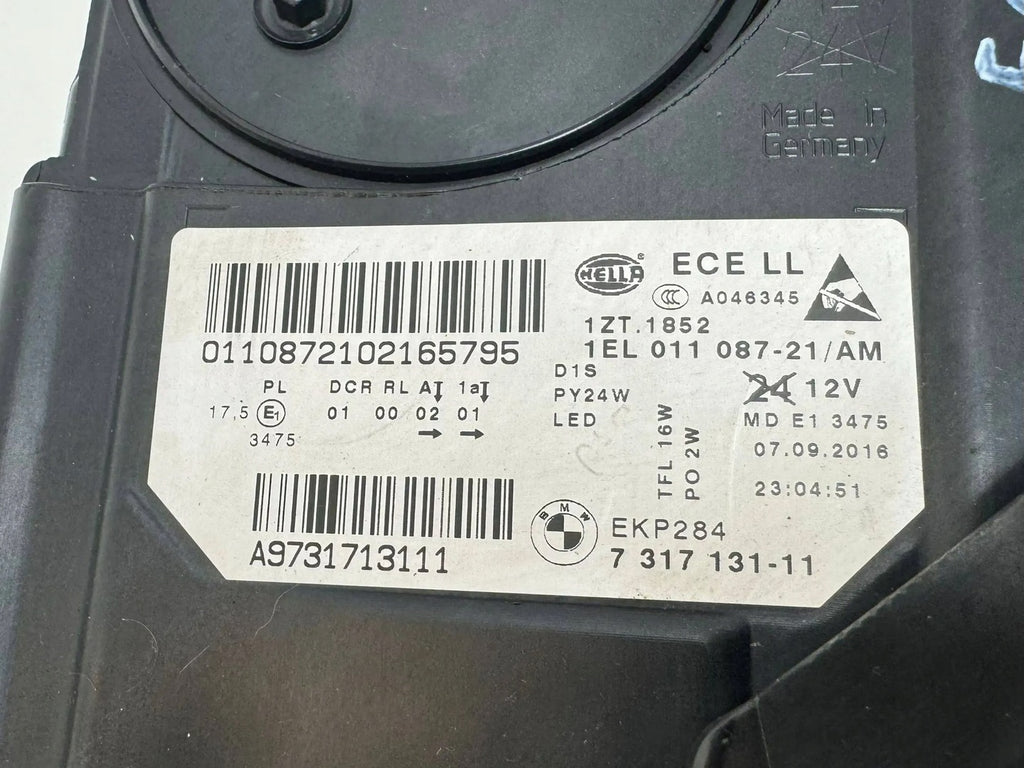 24V
Made in
Germany
HELLA
ECE LL
CCC A046345
1ZT.1852
1EL 011 087-21/AM
0110872102165795
D1S
PY24W
LED
24 12V
PL DCR RL A 1a
17,5 E1 01 00 02 01
3475
TFL 16W
PO 2W
MD E1 3475
07.09.2016
23:04:51
BMW
EKP284
7 317 131-11
A9731713111